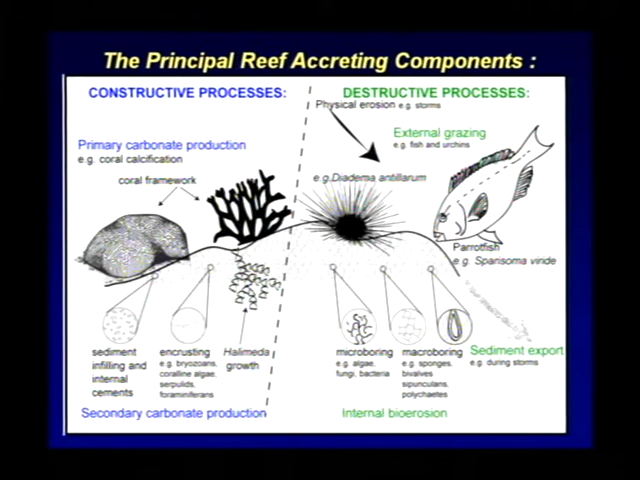 The Principal Reef Accreting Components :
CONSTRUCTIVE PROCESSES:
DESTRUCTIVE PROCESSES:
Physical erosion e.g. storms
External grazing
e.g. fish and urchins
Primary carbonate production
e.g. coral calcification
coral framework
e.g. Diadema antillarum
Parrotfish
e.g. Sparisoma viride
sediment
infilling and
internal
cements
encrusting
e.g. bryozoans,
coralline algae,
serpulids,
foraminiferans
Halimeda
growth
microboring
e.g. algae,
fungi, bacteria
macroboring
e.g. sponges,
bivalves
sipunculans,
polychaetes
Sediment export
e.g. during storms
Secondary carbonate production
Internal bioerosion